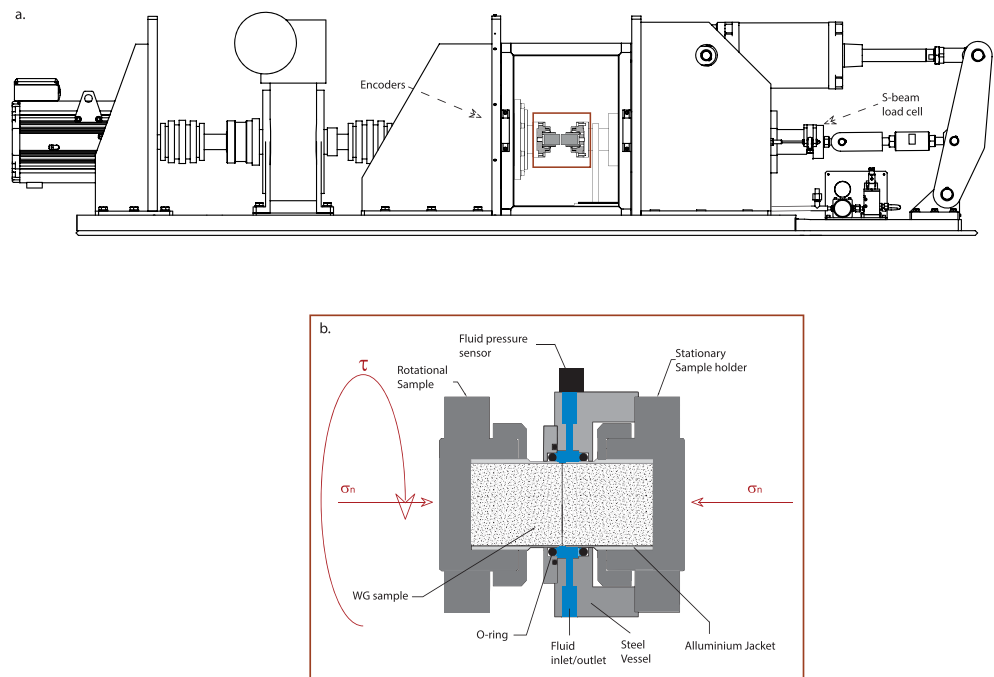 a.
Encoders
S-beam
load cell
b.
Fluid pressure
sensor
Rotational
Sample
Stationary
Sample holder
τ
σn
σn
WG sample
O-ring
Fluid
inlet/outlet
Steel
Vessel
Alluminium Jacket